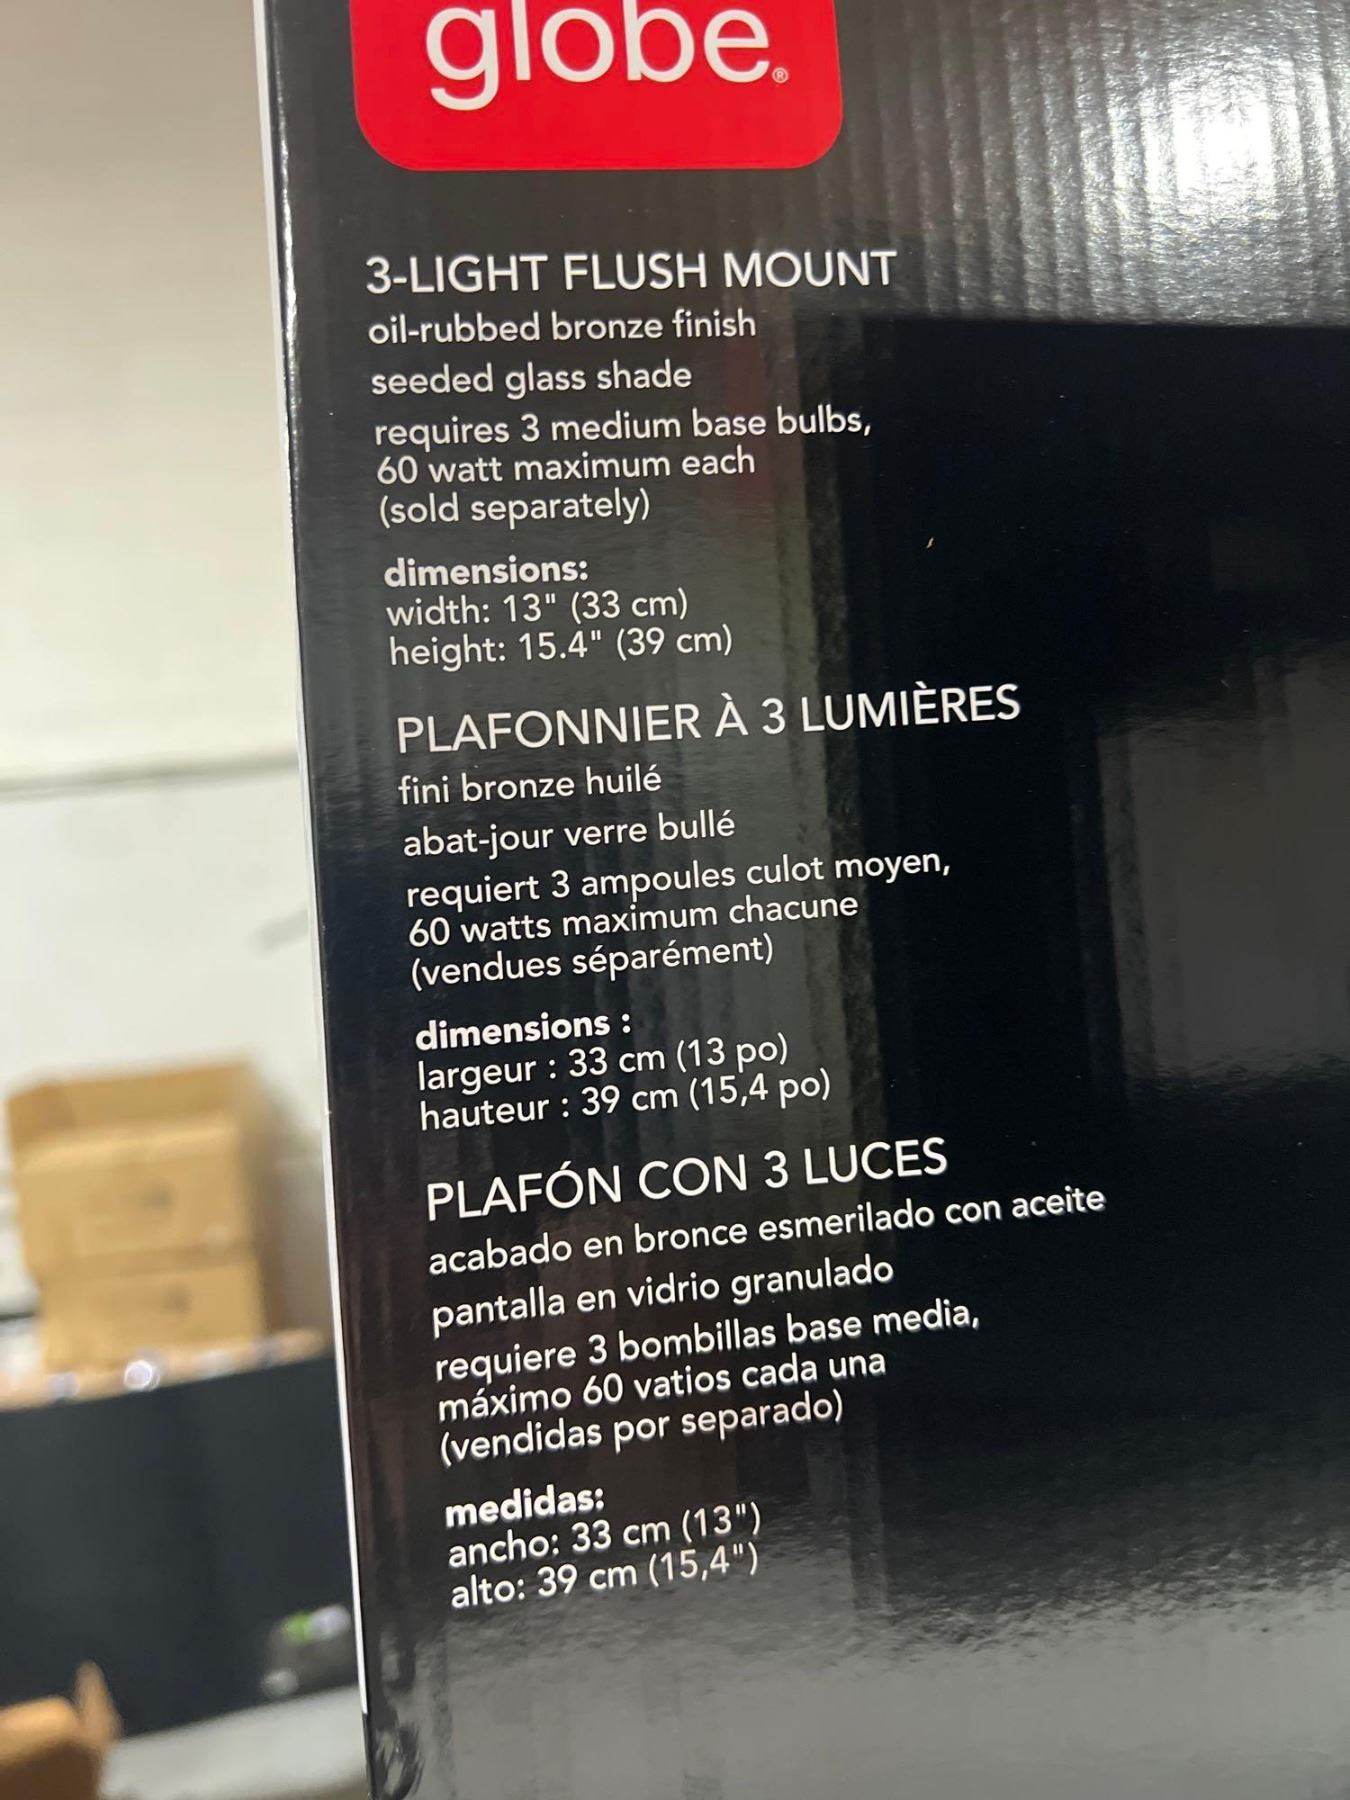 globe®
3-LIGHT FLUSH MOUNT
oil-rubbed bronze finish
seeded glass shade
requires 3 medium base bulbs,
60 watt maximum each
(sold separately)
dimensions:
width: 13" (33 cm)
height: 15.4" (39 cm)
PLAFONNIER À 3 LUMIÈRES
fini bronze huilé
abat-jour verre bullé
requiert 3 ampoules culot moyen,
60 watts maximum chacune
(vendues séparément)
dimensions :
largeur : 33 cm (13 po)
hauteur : 39 cm (15,4 po)
PLAFÓN CON 3 LUCES
acabado en bronce esmerilado con aceite
pantalla en vidrio granulado
requiere 3 bombillas base media,
máximo 60 vatios cada una
(vendidas por separado)
medidas:
ancho: 33 cm (13")
alto: 39 cm (15,4")